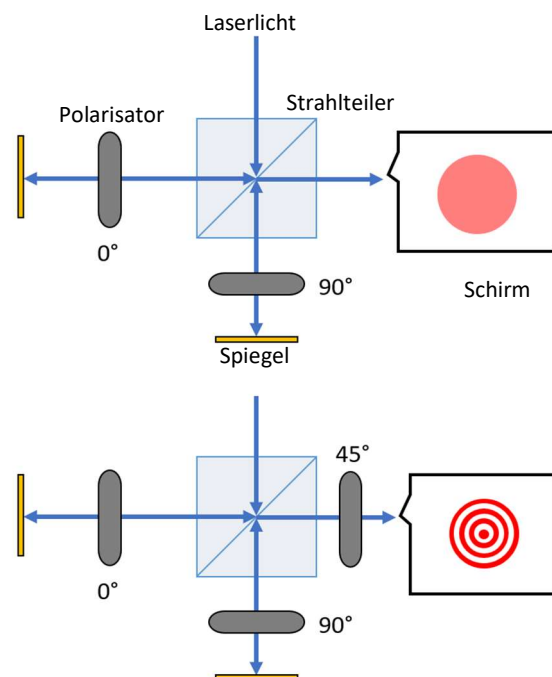 Laserlicht
Strahlteiler
Polarisator
0°
90°
Schirm
Spiegel
45°
0°
90°